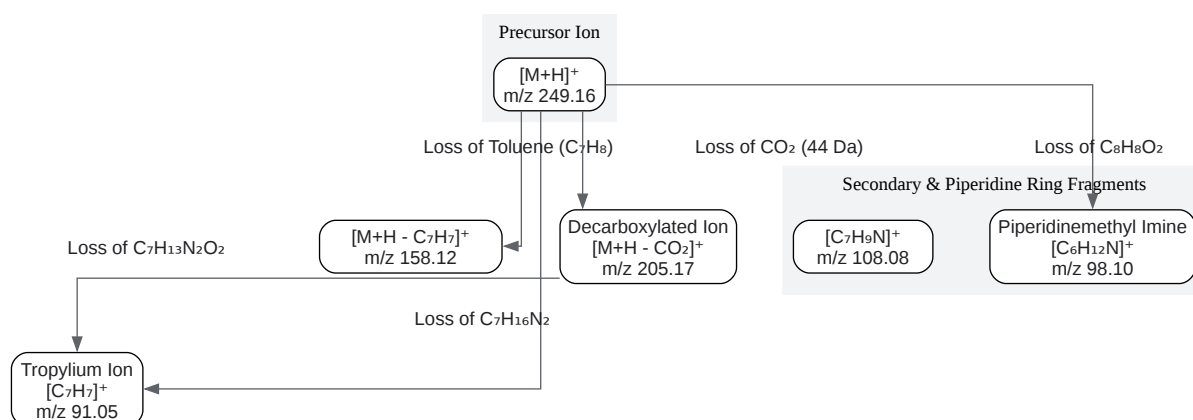 Precursor Ion
[M+H]⁺
m/z 249.16
Loss of Toluene (C₇H₈)
Loss of CO₂ (44 Da)
Loss of C₈H₈O₂
Secondary & Piperidine Ring Fragments
Loss of C₇H₁₃N₂O₂
[M+H - C₇H₇]⁺
m/z 158.12
Decarboxylated Ion
[M+H - CO₂]⁺
m/z 205.17
[C₇H₉N]⁺
m/z 108.08
Piperidinemethyl Imine
[C₆H₁₂N]⁺
m/z 98.10
Loss of C₇H₁₆N₂
Tropylium Ion
[C₇H₇]⁺
m/z 91.05